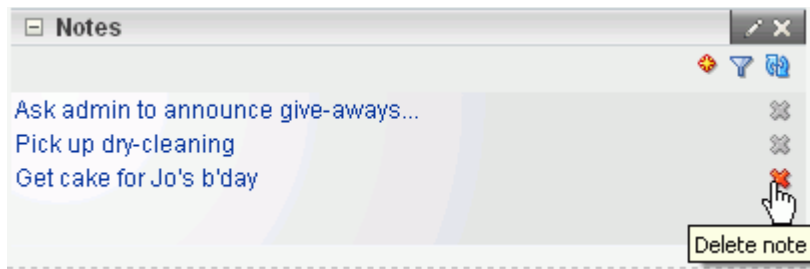 Notes
Ask admin to announce give-aways...
Pick up dry-cleaning
Get cake for Jo's b'day
Delete note